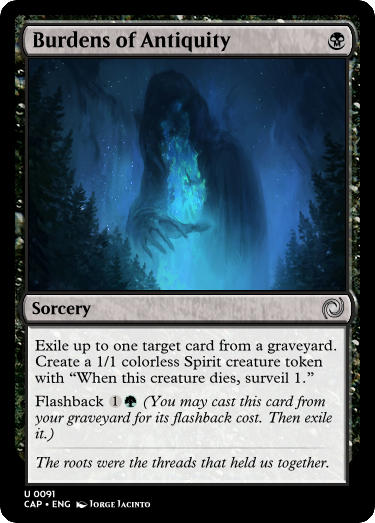 Burdens of Antiquity
Sorcery
Exile up to one target card from a graveyard.
Create a 1/1 colorless Spirit creature token
with “When this creature dies, surveil 1.”
Flashback 1 (You may cast this card from
your graveyard for its flashback cost. Then exile
it.)
The roots were the threads that held us together.
U 0091
CAP • ENG Jorge Jacinto